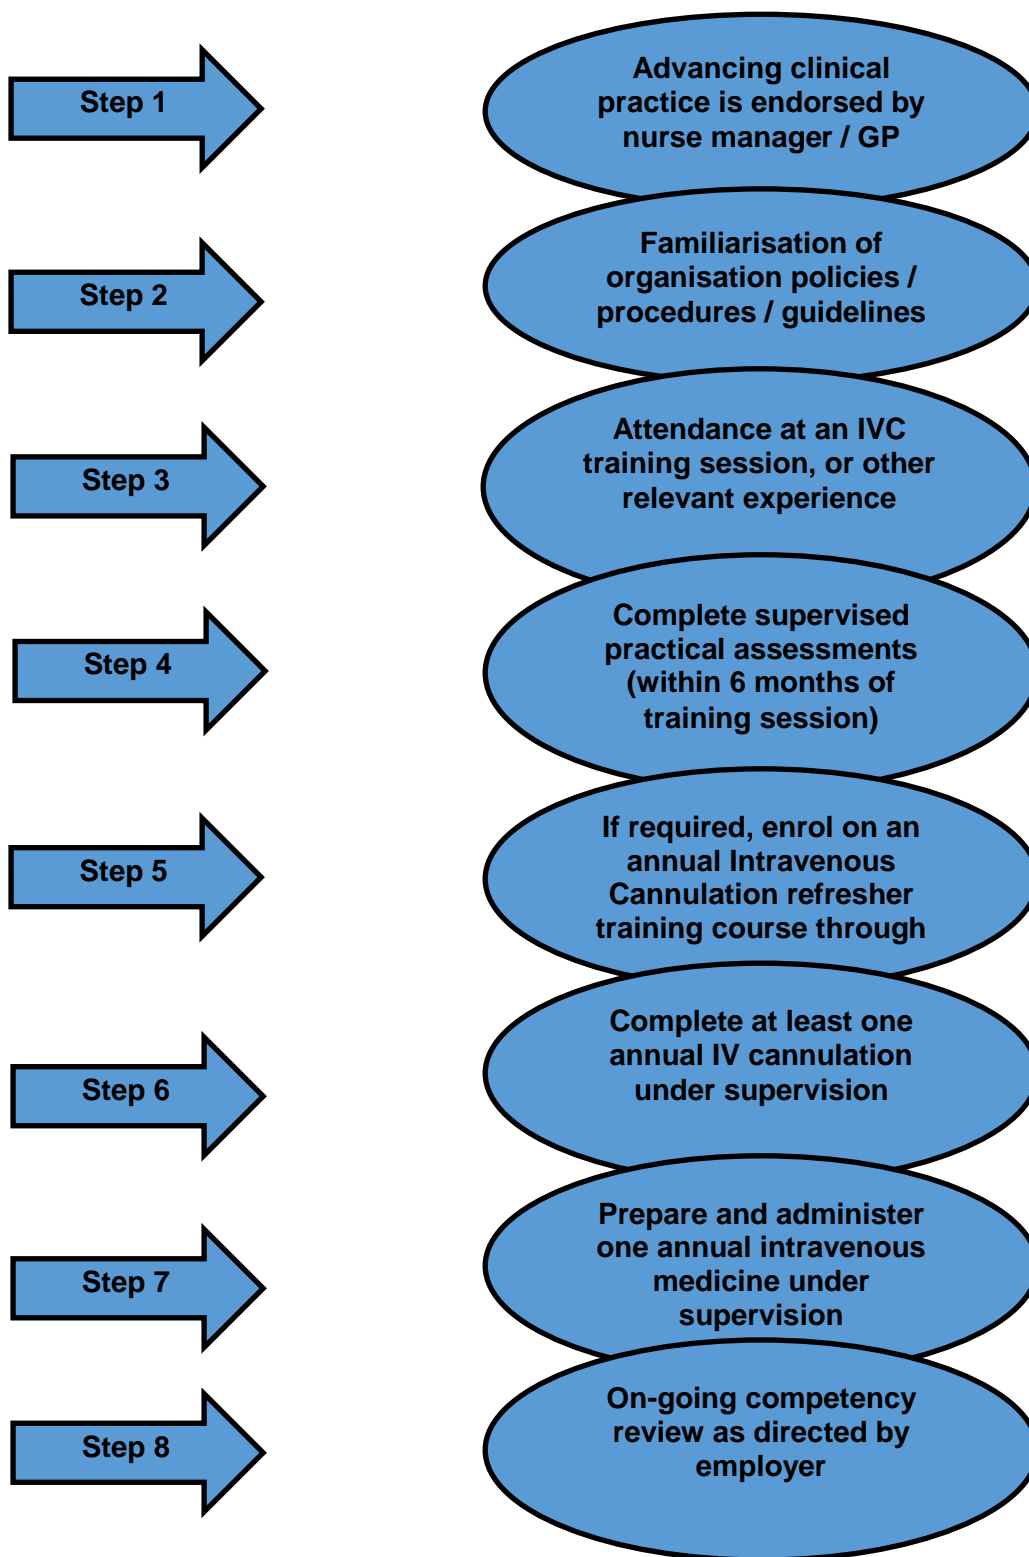 Step 1
Advancing clinical
practice is endorsed by
nurse manager / GP
Step 2
Familiarisation of
organisation policies /
procedures / guidelines
Step 3
Attendance at an IVC
training session, or other
relevant experience
Step 4
Complete supervised
practical assessments
(within 6 months of
training session)
Step 5
If required, enrol on an
annual Intravenous
Cannulation refresher
training course through
Step 6
Complete at least one
annual IV cannulation
under supervision
Step 7
Prepare and administer
one annual intravenous
medicine under
supervision
Step 8
On-going competency
review as directed by
employer